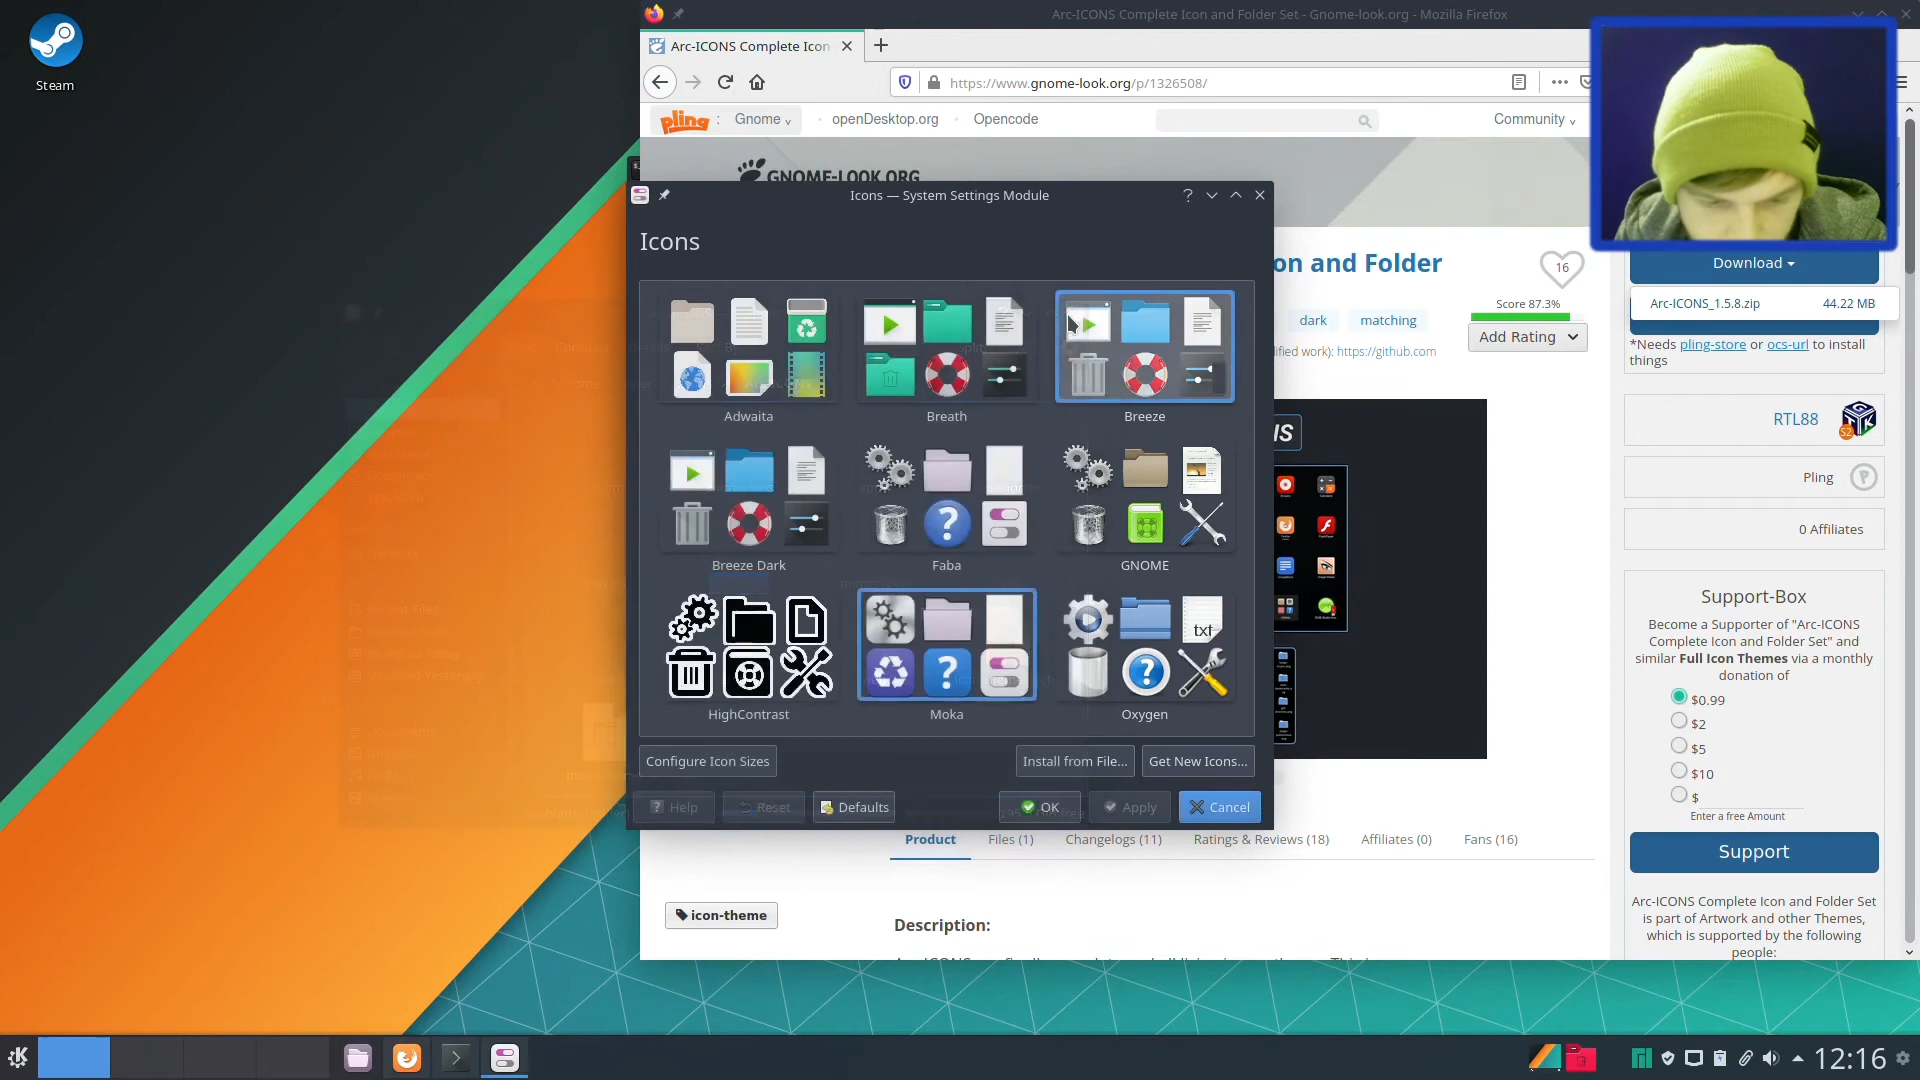 Steam
Arc-ICONS Complete Icon and Folder Set - Gnome-look.org - Mozilla Firefox
Arc-ICONS Complete Icon
https://www.gnome-look.org/p/1326508/
pling : Gnome
openDesktop.org
Opencode
Community
GNOME-LOOK.ORG
Icons — System Settings Module
Icons
Adwaita
Breath
Breeze
Breeze Dark
Faba
GNOME
HighContrast
Moka
txt
Oxygen
Configure Icon Sizes
Install from File...
Get New Icons...
Help
Reset
Defaults
OK
Apply
Cancel
on and Folder
16
Score 87.3%
dark
matching
Add Rating
ified work): https://github.com
NS
Download
Arc-ICONS_1.5.8.zip 44.22 MB
*Needs pling-store or ocs-url to install
things
RTL88
Pling
0 Affiliates
Support-Box
Become a Supporter of "Arc-ICONS
Complete Icon and Folder Set" and
similar Full Icon Themes via a monthly
donation of
$0.99
$2
$5
$10
$
Enter a free Amount
Support
Arc-ICONS Complete Icon and Folder Set
is part of Artwork and other Themes,
which is supported by the following
people:
Product
Files (1)
Changelogs (11)
Ratings & Reviews (18)
Affiliates (0)
Fans (16)
icon-theme
Description:
12:16